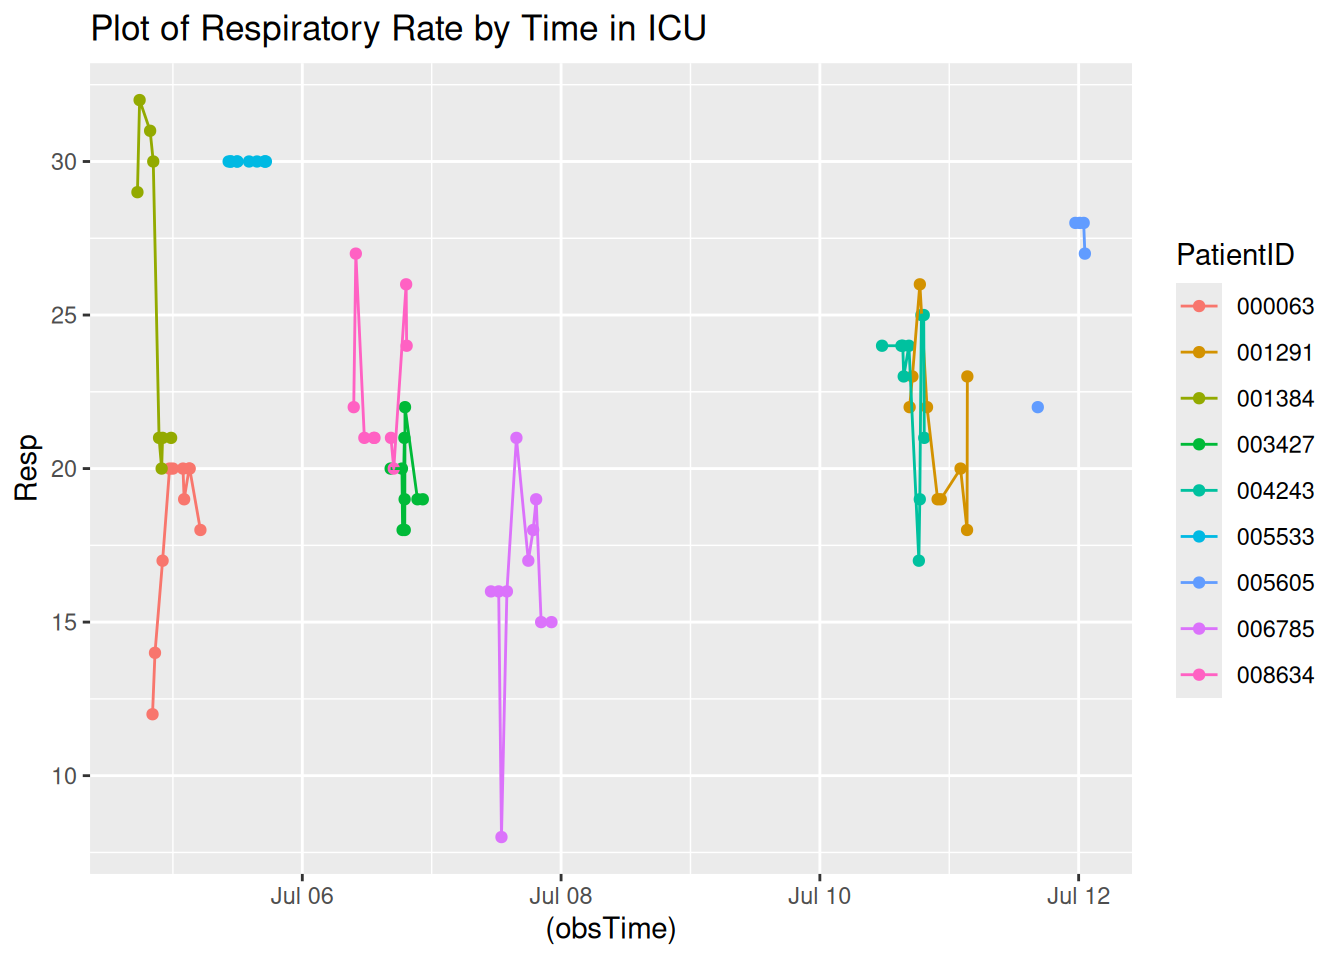 Plot of Respiratory Rate by Time in ICU
Resp
30
25
20
15
10
Jul 06
Jul 08
Jul 10
Jul 12
(obsTime)
PatientID
000063
001291
001384
003427
004243
005533
005605
006785
008634